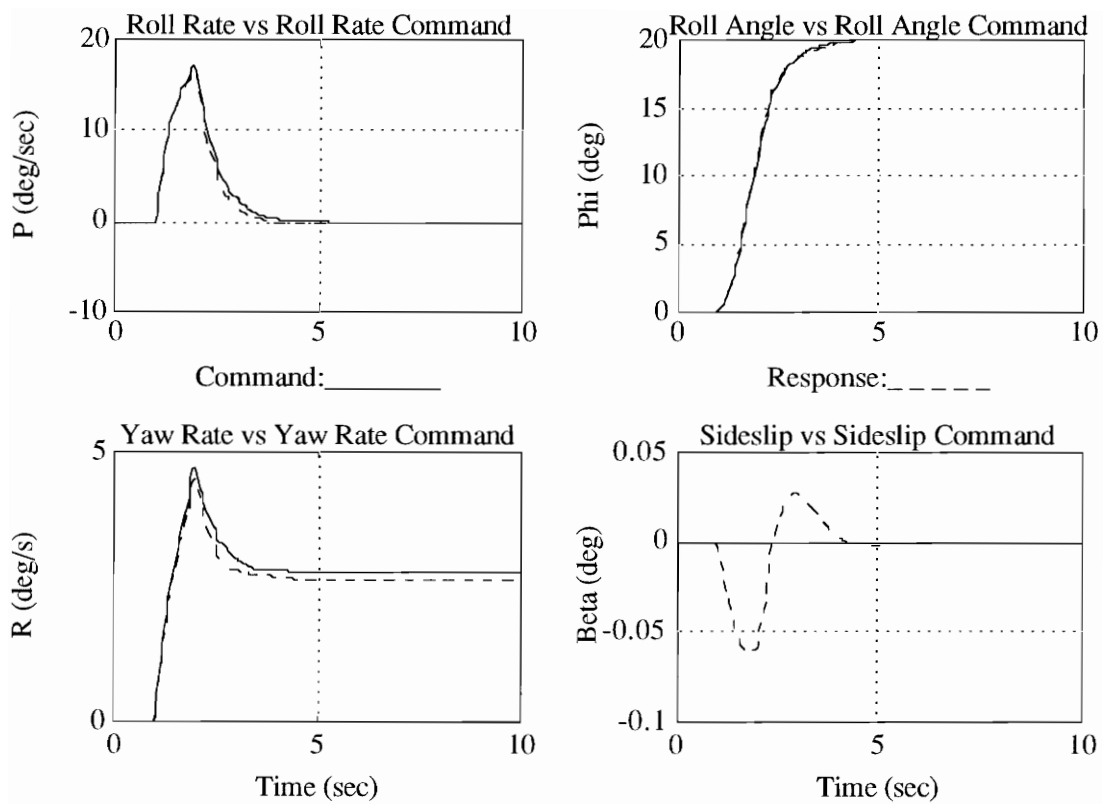 Roll Rate vs Roll Rate Command
20
10
0
-10
P (deg/sec)
0 5 10
Roll Angle vs Roll Angle Command
20
15
10
5
0
Phi (deg)
0 5 10
Command:
Response:
Yaw Rate vs Yaw Rate Command
5
0
R (deg/s)
0 5 10
Time (sec)
Sideslip vs Sideslip Command
0.05
0
-0.05
-0.1
Beta (deg)
0 5 10
Time (sec)